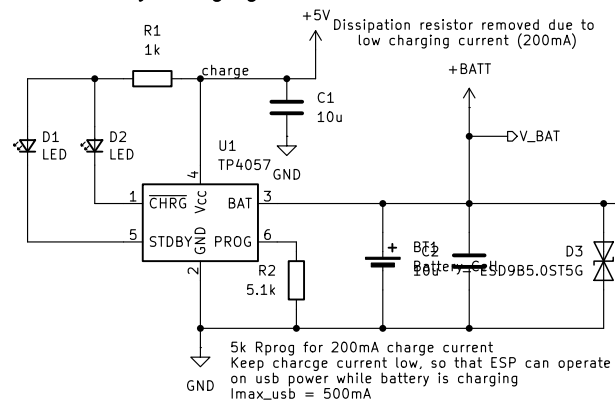 +5V
Dissipation resistor removed due to
low charging current (200mA)
R1
1k
charge
+BATT
C1
10u
V_BAT
D1
LED
D2
LED
U1
TP4057
GND
4
1
CHRG
Vcc
BAT
3
5
STDBY
GND
PROG
6
2
R2
5.1k
BT1
Battery_Cell
C2
10u
D3
ESD9B5.0ST5G
5k Rprog for 200mA charge current
Keep charcge current low, so that ESP can operate
on usb power while battery is charging
Imax_usb = 500mA
GND